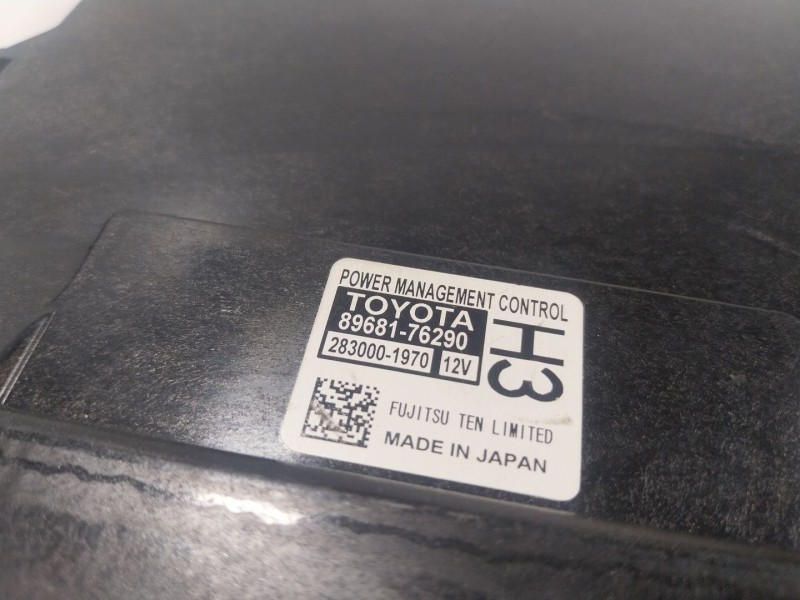 POWER MANAGEMENT CONTROL
TOYOTA
89681-76290
283000-1970 12V
H3
FUJITSU TEN LIMITED
MADE IN JAPAN